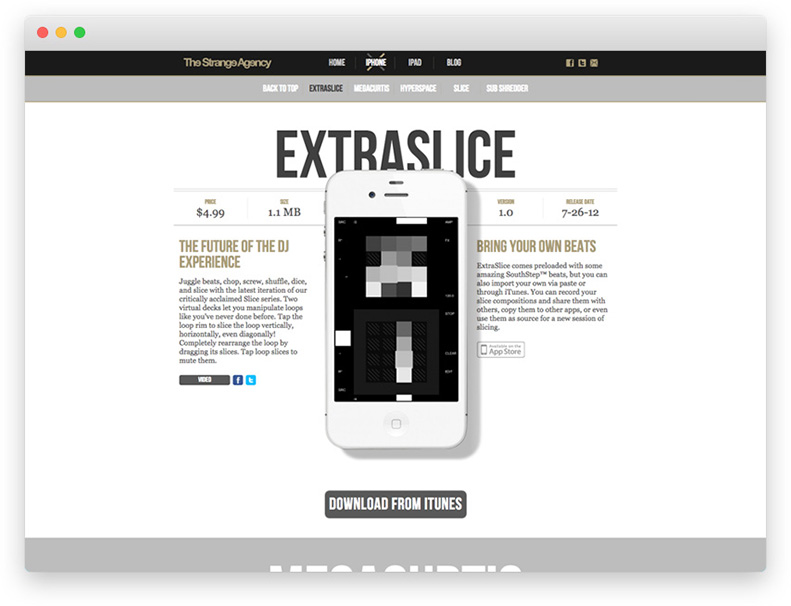 The Strange Agency
HOME IPHONE IPAD BLOG
BACK TO TOP EXTRASLICE MEGACURTIS HYPERSPACE SLICE SUB SHREDDER
EXTRASLICE
PRICE
$4.99
SIZE
1.1 MB
VERSION
1.0
RELEASE DATE
7-26-12
THE FUTURE OF THE DJ
EXPERIENCE
Juggle beats, chop, screw, shuffle, dice,
and slice with the latest iteration of our
critically acclaimed Slice series. Two
virtual decks let you manipulate loops
like you've never done before. Tap the
loop rim to slice the loop vertically,
horizontally, even diagonally!
Completely rearrange the loop by
dragging its slices. Tap loop slices to
mute them.
VIDEO
SRC
AMP
FX
STOP
CLEAR
EXIT
SRC
BRING YOUR OWN BEATS
ExtraSlice comes preloaded with some
amazing SouthStep™ beats, but you can
also import your own via paste or
through iTunes. You can record your
slice compositions and share them with
others, copy them to other apps, or even
use them as source for a new session of
slicing.
Available on the
App Store
DOWNLOAD FROM ITUNES
MEGACURTIS